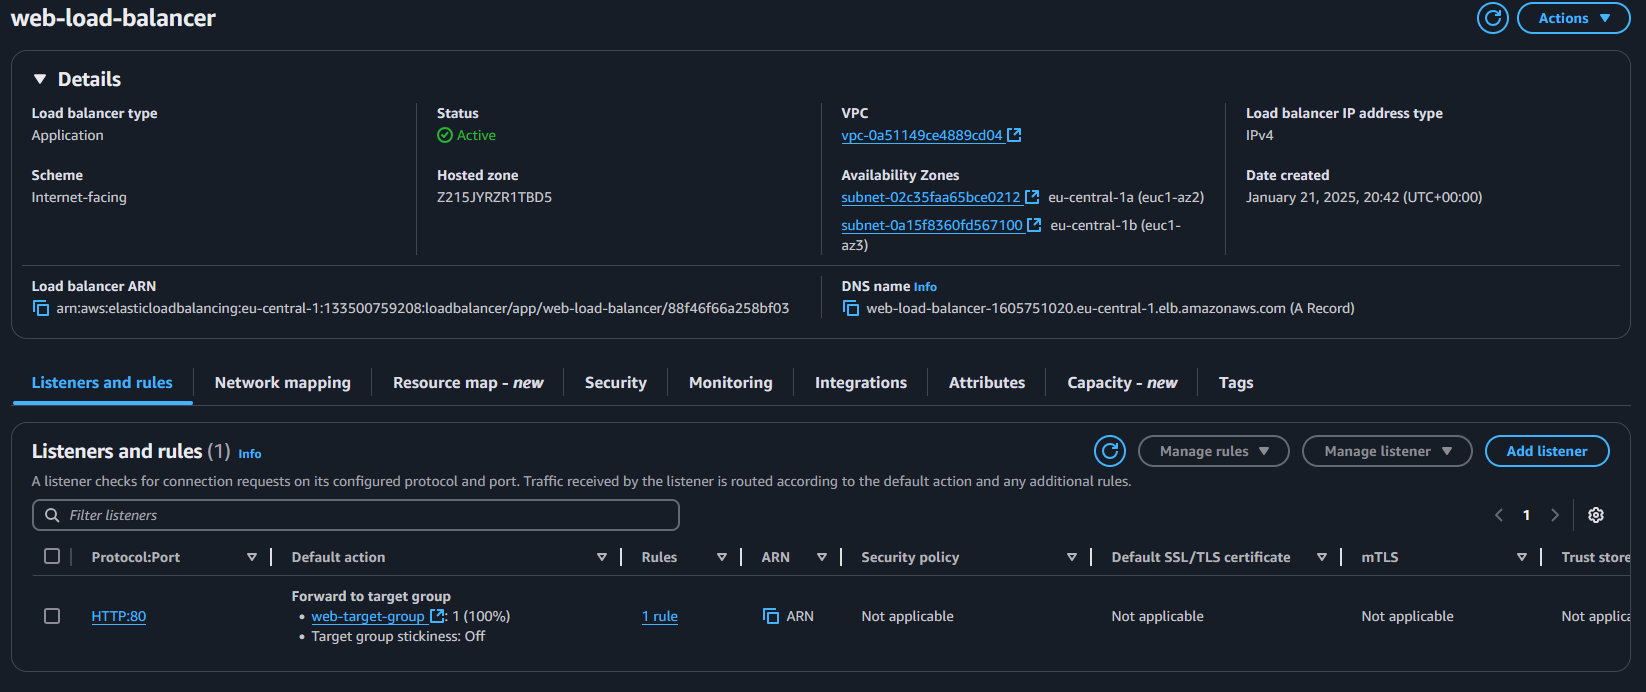 web-load-balancer
Actions
Details
Load balancer type
Application
Status
Active
VPC
vpc-0a51149ce4889cd04
Load balancer IP address type
IPv4
Scheme
Internet-facing
Hosted zone
Z215JYRZR1TBD5
Availability Zones
subnet-02c35faa65bce0212 eu-central-1a (euc1-az2)
subnet-0a15f8360fd567100 eu-central-1b (euc1-
az3)
Date created
January 21, 2025, 20:42 (UTC+00:00)
Load balancer ARN
arn:aws:elasticloadbalancing:eu-central-1:133500759208:loadbalancer/app/web-load-balancer/88f46f66a258bf03
DNS name Info
web-load-balancer-1605751020.eu-central-1.elb.amazonaws.com (A Record)
Listeners and rules
Network mapping
Resource map - new
Security
Monitoring
Integrations
Attributes
Capacity - new
Tags
Listeners and rules (1) Info
Manage rules
Manage listener
Add listener
A listener checks for connection requests on its configured protocol and port. Traffic received by the listener is routed according to the default action and any additional rules.
Filter listeners
1
Protocol:Port
Default action
Rules
ARN
Security policy
Default SSL/TLS certificate
mTLS
Trust store
HTTP:80
Forward to target group
• web-target-group : 1 (100%)
• Target group stickiness: Off
1 rule
ARN
Not applicable
Not applicable
Not applicable
Not applica